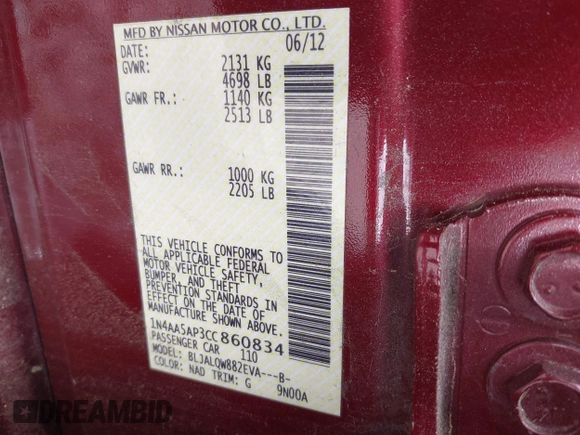 MFD BY NISSAN MOTOR CO., LTD.
DATE: 06/12
GVWR: 2131 KG
4698 LB
GAWR FR.: 1140 KG
2513 LB
GAWR RR.: 1000 KG
2205 LB
THIS VEHICLE CONFORMS TO
ALL APPLICABLE FEDERAL
MOTOR VEHICLE SAFETY,
BUMPER, AND THEFT
PREVENTION STANDARDS IN
EFFECT ON THE DATE OF
MANUFACTURE SHOWN ABOVE.
1N4AA5AP3CC860834
PASSENGER CAR 110
MODEL: BLJALQW882EVA---B-
COLOR: NAD TRIM: G 9N00A
DREAMBID